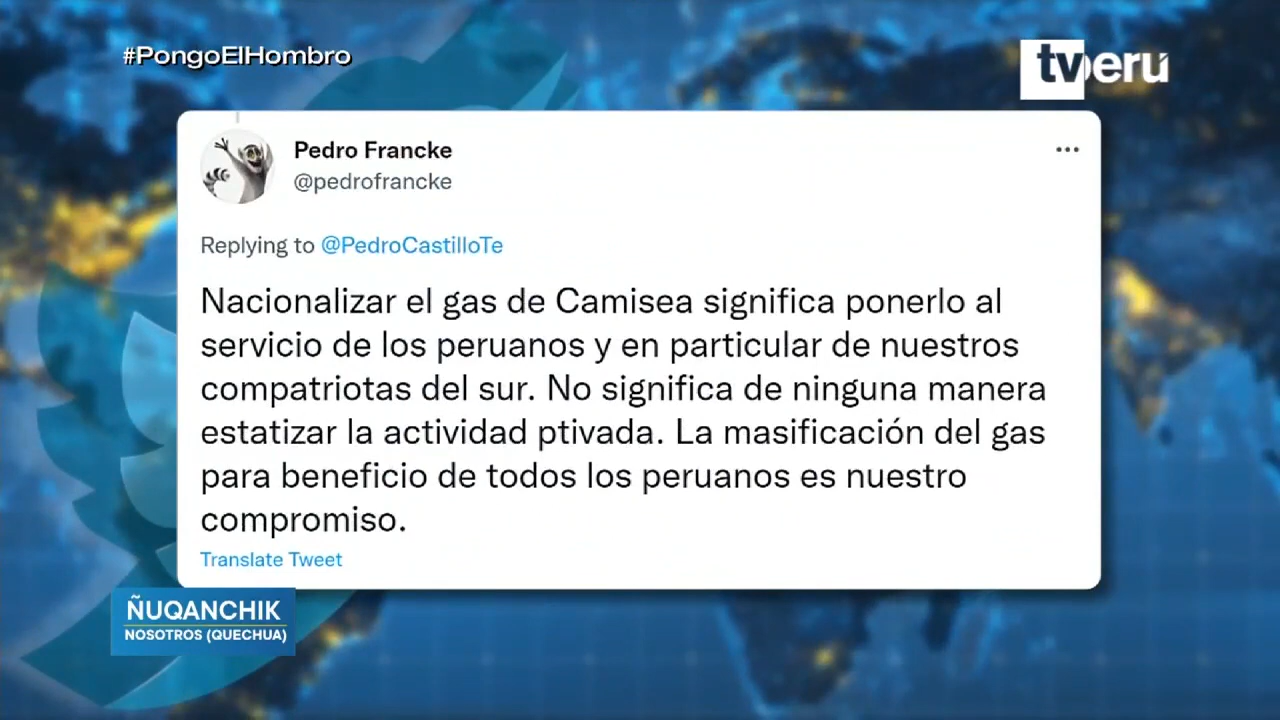 #PongoElHombro
tvperu
Pedro Francke
@pedrofrancke
Replying to @PedroCastilloTe
Nacionalizar el gas de Camisea significa ponerlo al
servicio de los peruanos y en particular de nuestros
compatriotas del sur. No significa de ninguna manera
estatizar la actividad ptivada. La masificación del gas
para beneficio de todos los peruanos es nuestro
compromiso.
Translate Tweet
ÑUQANCHIK
NOSOTROS (QUECHUA)